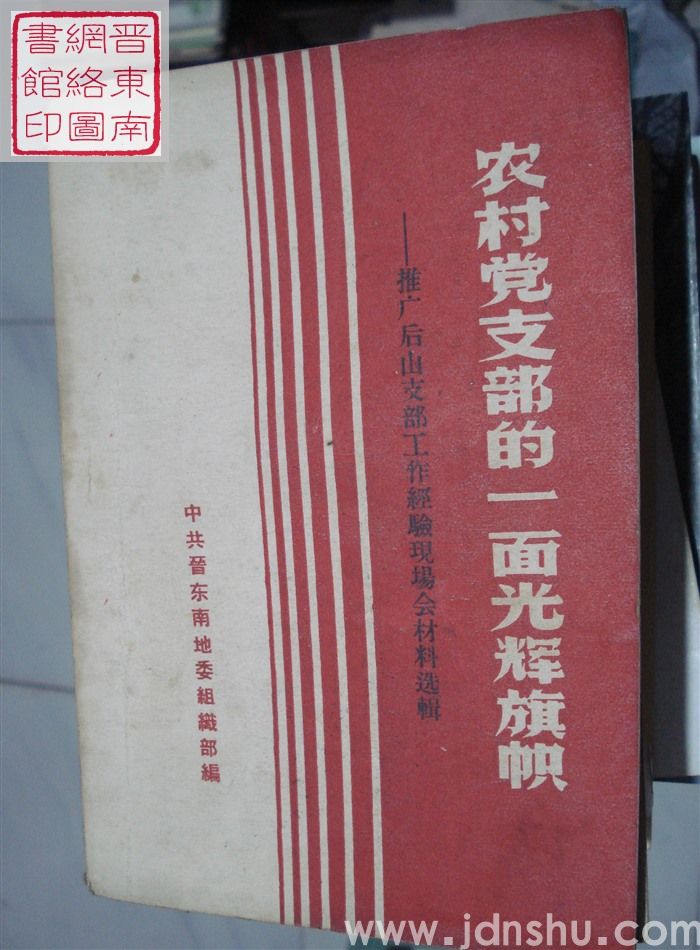 晋東南
網絡圖
書館印
农村党支部的一面光辉旗帜
——推广后山支部工作經驗現場会材料选輯
中共晉东南地委組織部編
www.jdnshu.com